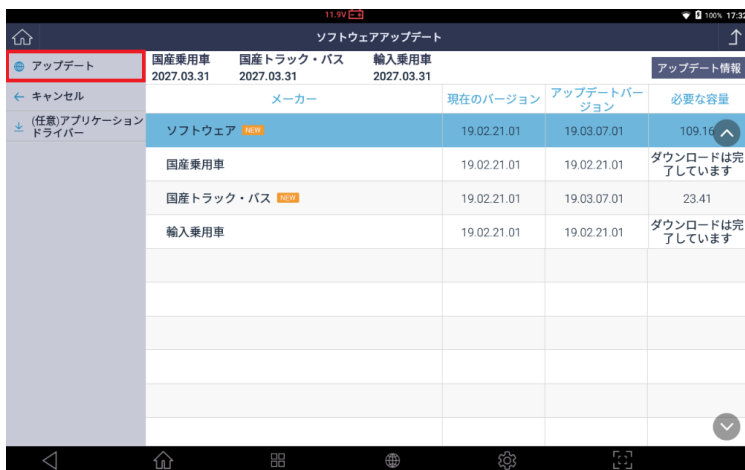 11.9V
100% 17:32
ソフトウェアアップデート
アップデート
キャンセル
(任意)アプリケーション
ドライバー
国産乗用車 国産トラック・バス 輸入乗用車
2027.03.31 2027.03.31 2027.03.31
アップデート情報
メーカー 現在のバージョン アップデートバー
ジョン 必要な容量
ソフトウェア NEW 19.02.21.01 19.03.07.01 109.16
国産乗用車 19.02.21.01 19.02.21.01 ダウンロードは完
了しています
国産トラック・バス NEW 19.02.21.01 19.03.07.01 23.41
輸入乗用車 19.02.21.01 19.02.21.01 ダウンロードは完
了しています